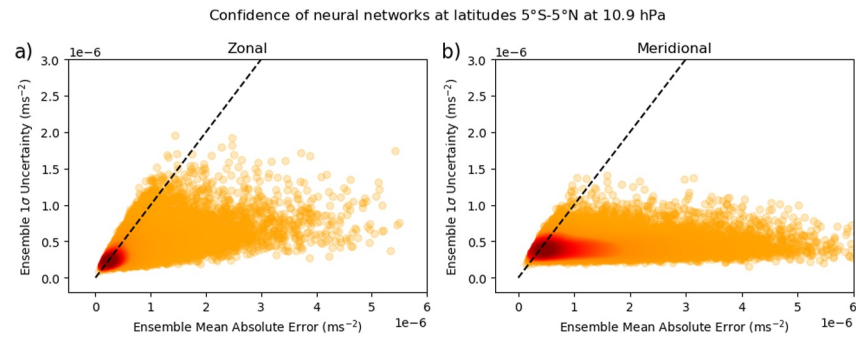 Confidence of neural networks at latitudes 5°S-5°N at 10.9 hPa
a)
1e−6
Zonal
3.0
2.5
2.0
1.5
1.0
0.5
0.0
Ensemble 1σ Uncertainty (ms⁻²)
0
1
2
3
4
5
6
Ensemble Mean Absolute Error (ms⁻²)
1e−6
b)
1e−6
Meridional
3.0
2.5
2.0
1.5
1.0
0.5
0.0
Ensemble 1σ Uncertainty (ms⁻²)
0
1
2
3
4
5
6
Ensemble Mean Absolute Error (ms⁻²)
1e−6